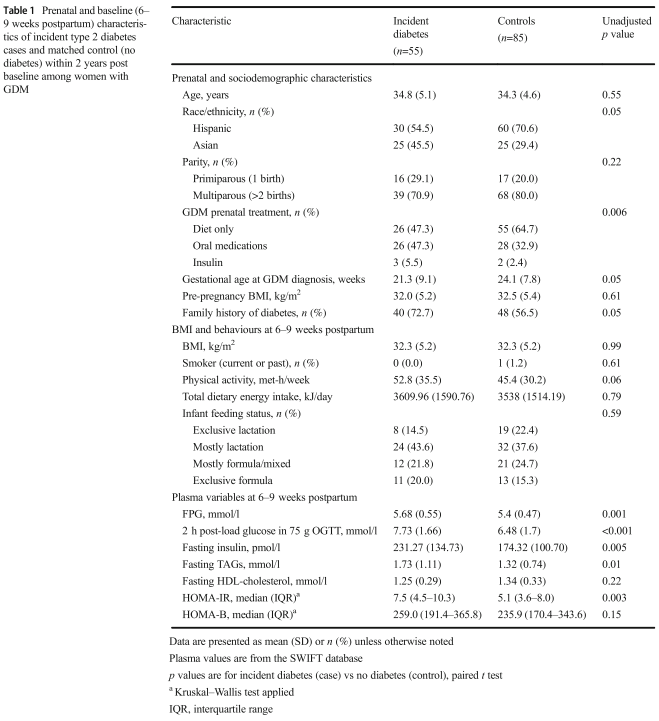 Table 1 Prenatal and baseline (6–
9 weeks postpartum) characteris-
tics of incident type 2 diabetes
cases and matched control (no
diabetes) within 2 years post
baseline among women with
GDM
Characteristic Incident diabetes (n=55) Controls (n=85) Unadjusted p value
Prenatal and sociodemographic characteristics
Age, years 34.8 (5.1) 34.3 (4.6) 0.55
Race/ethnicity, n (%) 0.05
Hispanic 30 (54.5) 60 (70.6)
Asian 25 (45.5) 25 (29.4)
Parity, n (%) 0.22
Primiparous (1 birth) 16 (29.1) 17 (20.0)
Multiparous (>2 births) 39 (70.9) 68 (80.0)
GDM prenatal treatment, n (%) 0.006
Diet only 26 (47.3) 55 (64.7)
Oral medications 26 (47.3) 28 (32.9)
Insulin 3 (5.5) 2 (2.4)
Gestational age at GDM diagnosis, weeks 21.3 (9.1) 24.1 (7.8) 0.05
Pre-pregnancy BMI, kg/m² 32.0 (5.2) 32.5 (5.4) 0.61
Family history of diabetes, n (%) 40 (72.7) 48 (56.5) 0.05
BMI and behaviours at 6–9 weeks postpartum
BMI, kg/m² 32.3 (5.2) 32.3 (5.2) 0.99
Smoker (current or past), n (%) 0 (0.0) 1 (1.2) 0.61
Physical activity, met-h/week 52.8 (35.5) 45.4 (30.2) 0.06
Total dietary energy intake, kJ/day 3609.96 (1590.76) 3538 (1514.19) 0.79
Infant feeding status, n (%) 0.59
Exclusive lactation 8 (14.5) 19 (22.4)
Mostly lactation 24 (43.6) 32 (37.6)
Mostly formula/mixed 12 (21.8) 21 (24.7)
Exclusive formula 11 (20.0) 13 (15.3)
Plasma variables at 6–9 weeks postpartum
FPG, mmol/l 5.68 (0.55) 5.4 (0.47) 0.001
2 h post-load glucose in 75 g OGTT, mmol/l 7.73 (1.66) 6.48 (1.7) <0.001
Fasting insulin, pmol/l 231.27 (134.73) 174.32 (100.70) 0.005
Fasting TAGs, mmol/l 1.73 (1.11) 1.32 (0.74) 0.01
Fasting HDL-cholesterol, mmol/l 1.25 (0.29) 1.34 (0.33) 0.22
HOMA-IR, median (IQR)ᵃ 7.5 (4.5–10.3) 5.1 (3.6–8.0) 0.003
HOMA-B, median (IQR)ᵃ 259.0 (191.4–365.8) 235.9 (170.4–343.6) 0.15
Data are presented as mean (SD) or n (%) unless otherwise noted
Plasma values are from the SWIFT database
p values are for incident diabetes (case) vs no diabetes (control), paired t test
ᵃ Kruskal–Wallis test applied
IQR, interquartile range